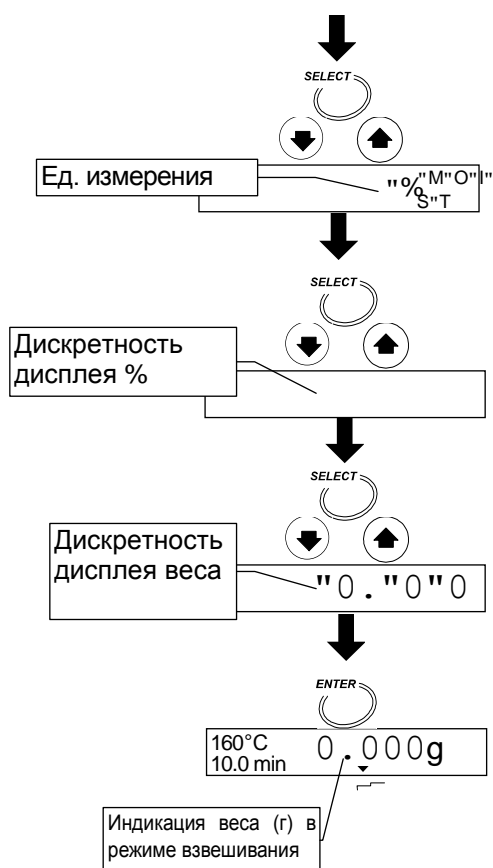 SELECT
Ед. измерения
"%"M"O"I"
S"T
SELECT
Дискретность
дисплея %
SELECT
Дискретность
дисплея веса
"0."0"0
ENTER
160°C
10.0 min
0.000g
Индикация веса (г) в
режиме взвешивания